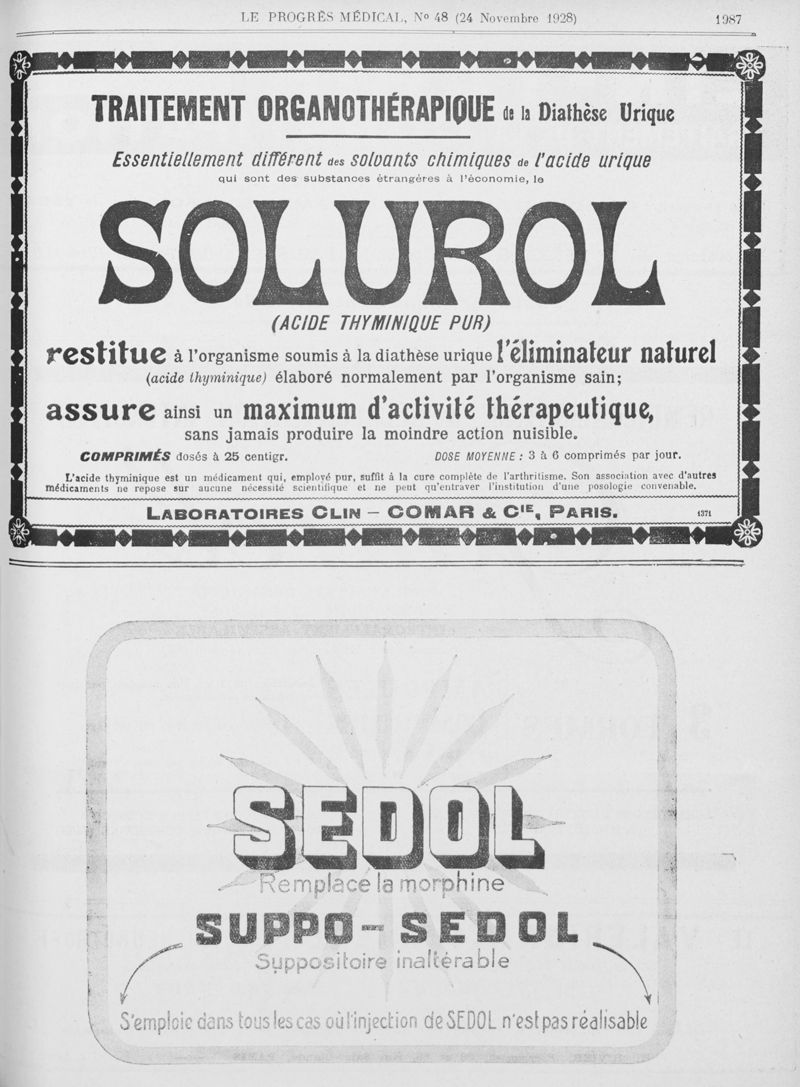 LE PROGRÈS MÉDICAL, No 48 (24 Novembre 1928) 1987
TRAITEMENT ORGANOTHÉRAPIQUE de la Diathèse Urique
Essentiellement différent des solvants chimiques de l'acide urique
qui sont des substances étrangères à l'économie, le
SOLUROL
(ACIDE THYMINIQUE PUR)
restitue à l'organisme soumis à la diathèse urique l'éliminateur naturel
(acide thyminique) élaboré normalement par l'organisme sain;
assure ainsi un maximum d'activité thérapeutique,
sans jamais produire la moindre action nuisible.
COMPRIMÉS dosés à 25 centigr. DOSE MOYENNE : 3 à 6 comprimés par jour.
L'acide thyminique est un médicament qui, employé pur, suffit à la cure complète de l'arthritisme. Son association avec d'autres
médicaments ne repose sur aucune nécessité scientifique et ne peut qu'entraver l'institution d'une posologie convenable.
LABORATOIRES CLIN – COMAR & CIE, PARIS. 1371
SEDOL
Remplace la morphine
SUPPO-SEDOL
Suppositoire inaltérable
S'emploie dans tous les cas où l'injection de SEDOL n'est pas réalisable